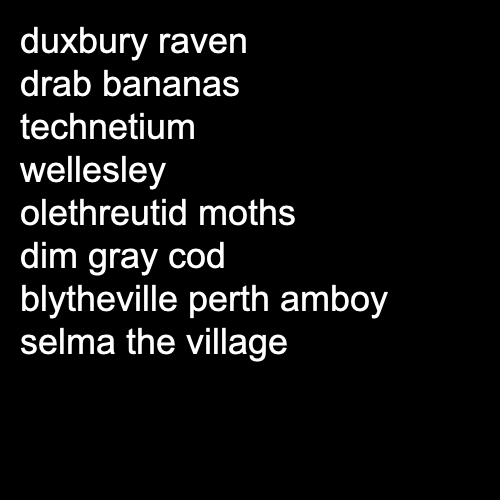 duxbury raven
drab bananas
technetium
wellesley
olethreutid moths
dim gray cod
blytheville perth amboy
selma the village